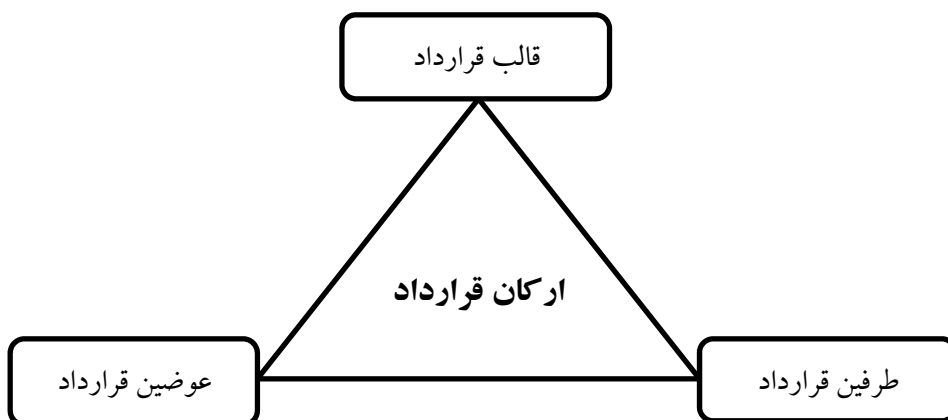 قالب قرارداد
ارکان قرارداد
طرفین قرارداد
عوضین قرارداد